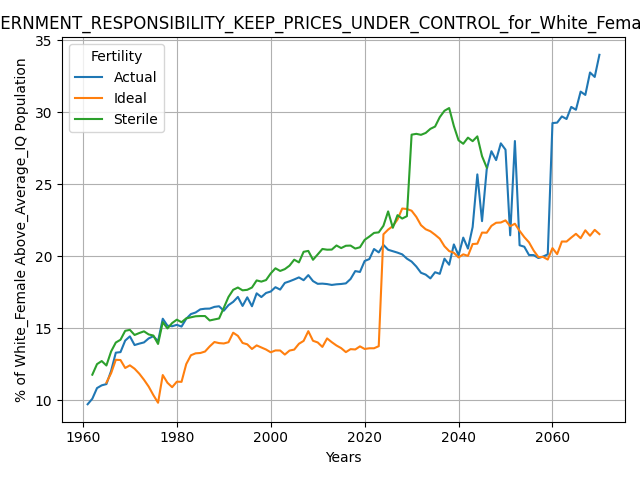 ERNMENT_RESPONSIBILITY_KEEP_PRICES_UNDER_CONTROL_for_White_Fema
Fertility
Actual
Ideal
Sterile
% of White_Female Above_Average_IQ Population
35
30
25
20
15
10
1960
1980
2000
2020
2040
2060
Years